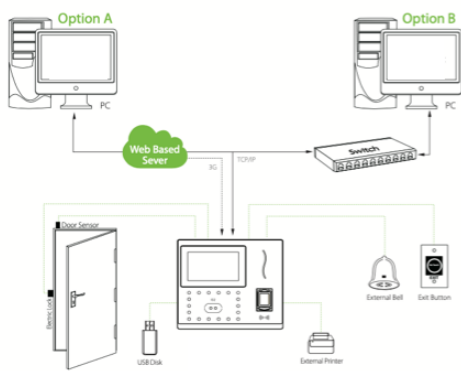 Option A
Option B
PC
PC
Web Based
Sever
3G
TCP/IP
Switch
Door Sensor
Electric Lock
USB Disk
External Printer
External Bell
Exit Button
EXIT